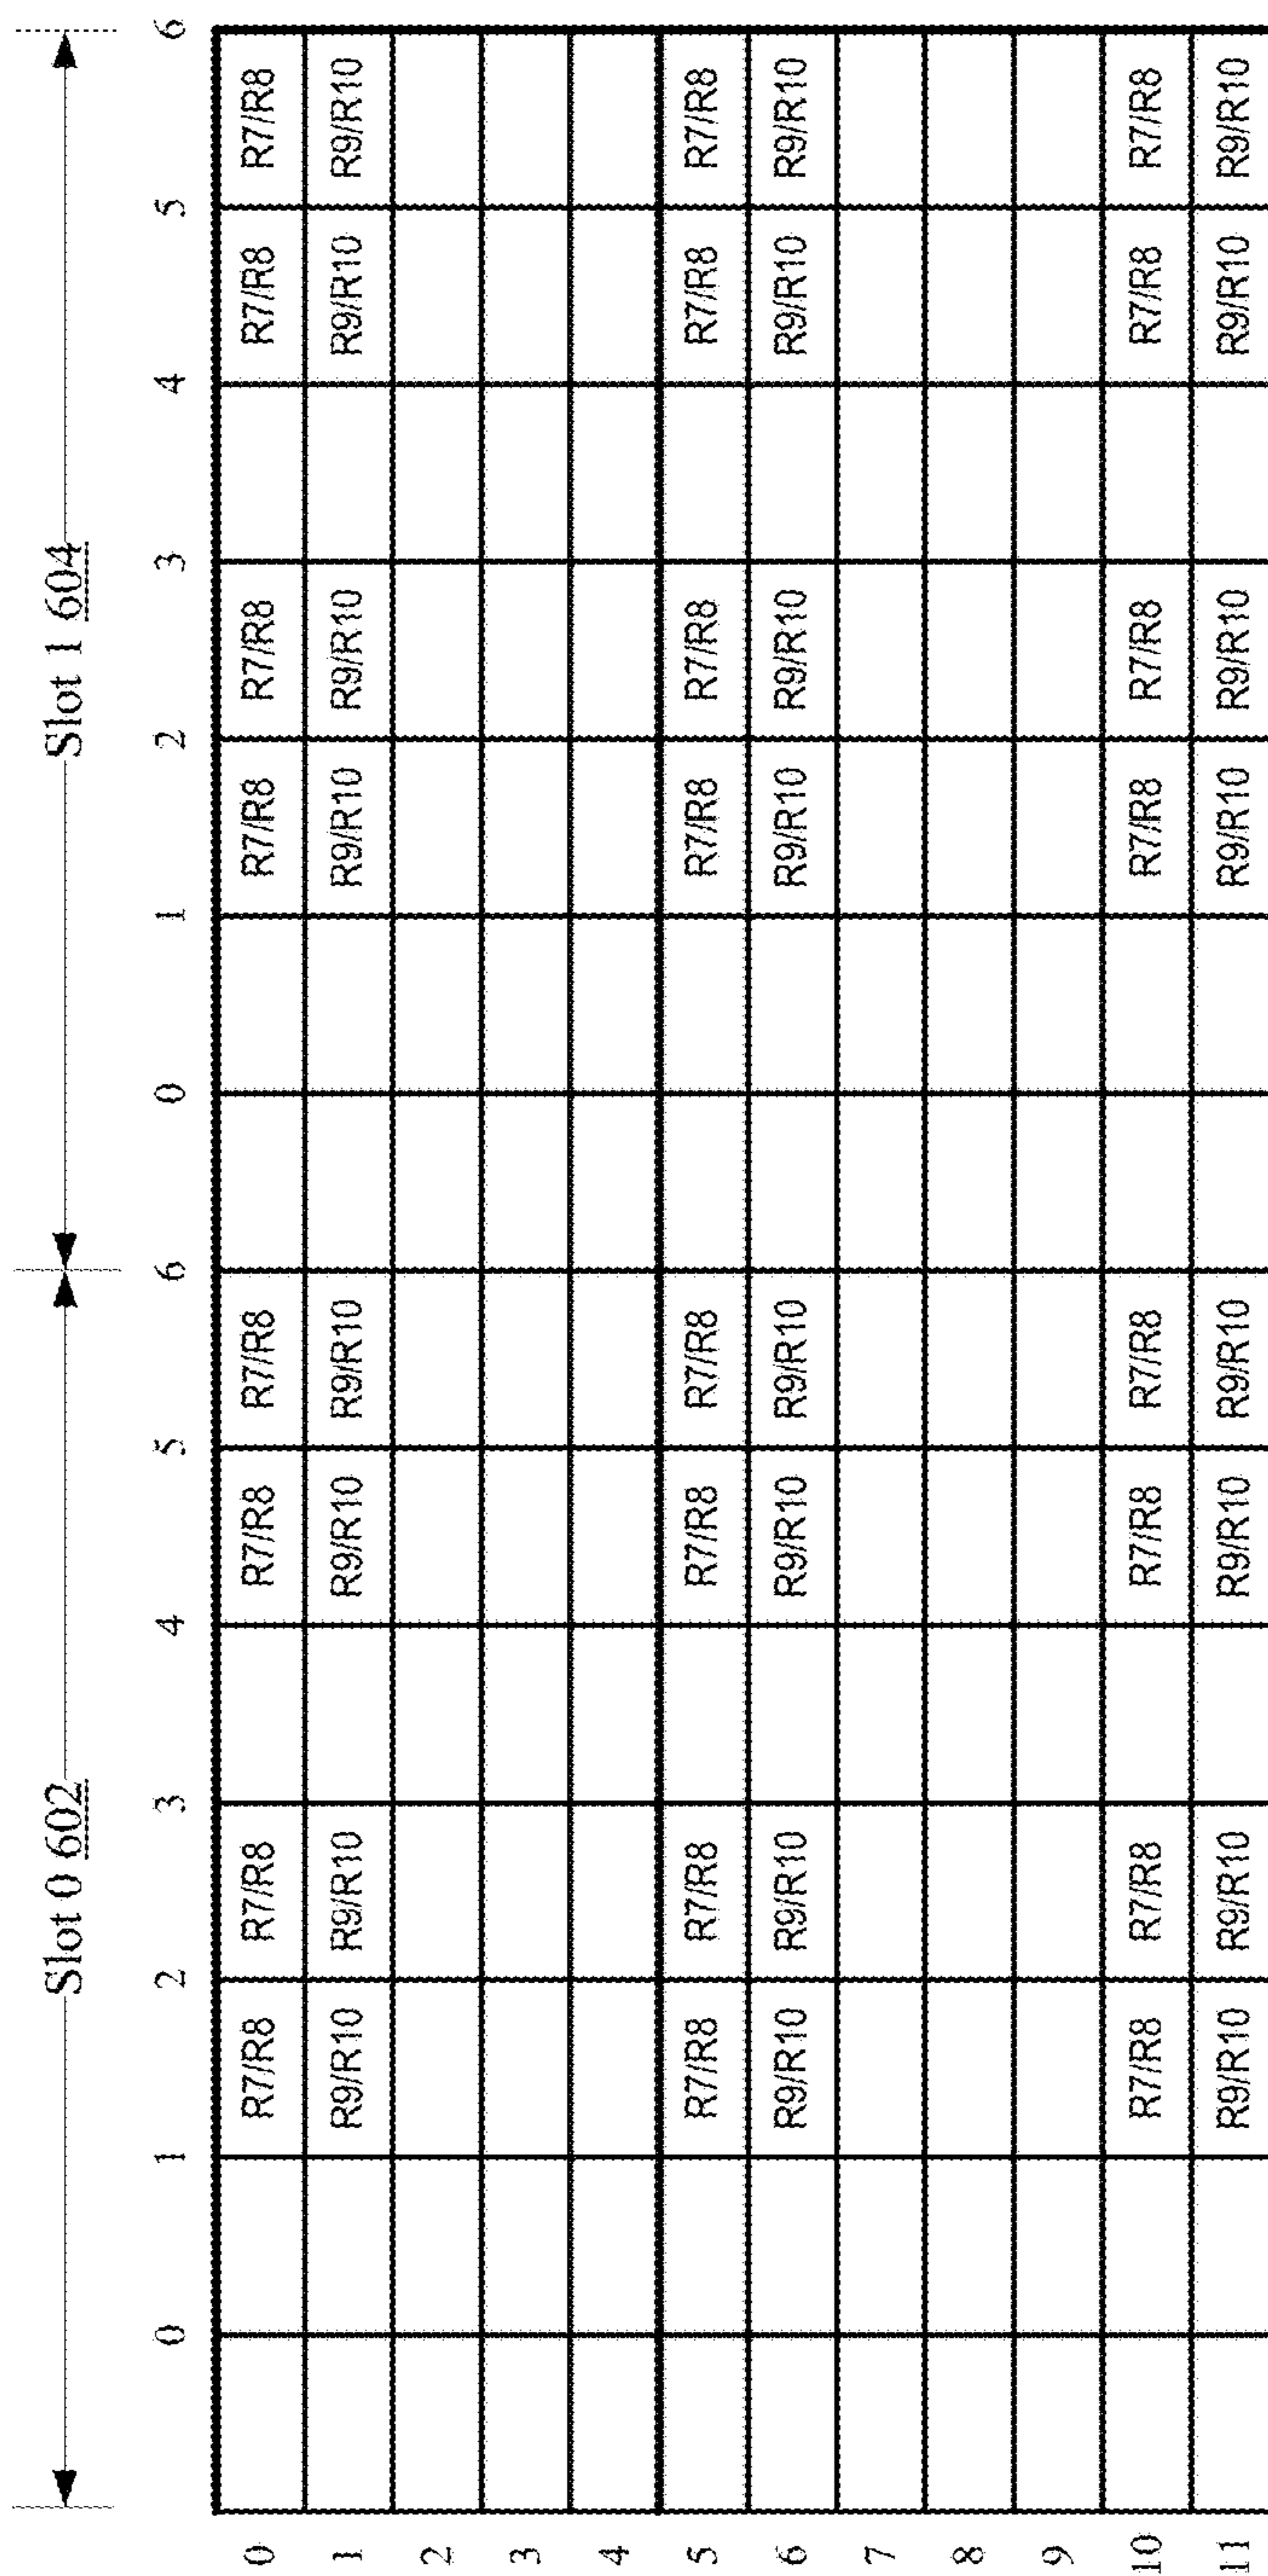 Slot 0 602 Slot 1 604
0 1 2 3 4 5 6 0 1 2 3 4 5 6
0 R7/R8 R7/R8 R7/R8 R7/R8 R7/R8 R7/R8 R7/R8 R7/R8
1 R9/R10 R9/R10 R9/R10 R9/R10 R9/R10 R9/R10 R9/R10 R9/R10
2
3
4
5 R7/R8 R7/R8 R7/R8 R7/R8 R7/R8 R7/R8 R7/R8 R7/R8
6 R9/R10 R9/R10 R9/R10 R9/R10 R9/R10 R9/R10 R9/R10 R9/R10
7
8
9
10 R7/R8 R7/R8 R7/R8 R7/R8 R7/R8 R7/R8 R7/R8 R7/R8
11 R9/R10 R9/R10 R9/R10 R9/R10 R9/R10 R9/R10 R9/R10 R9/R10